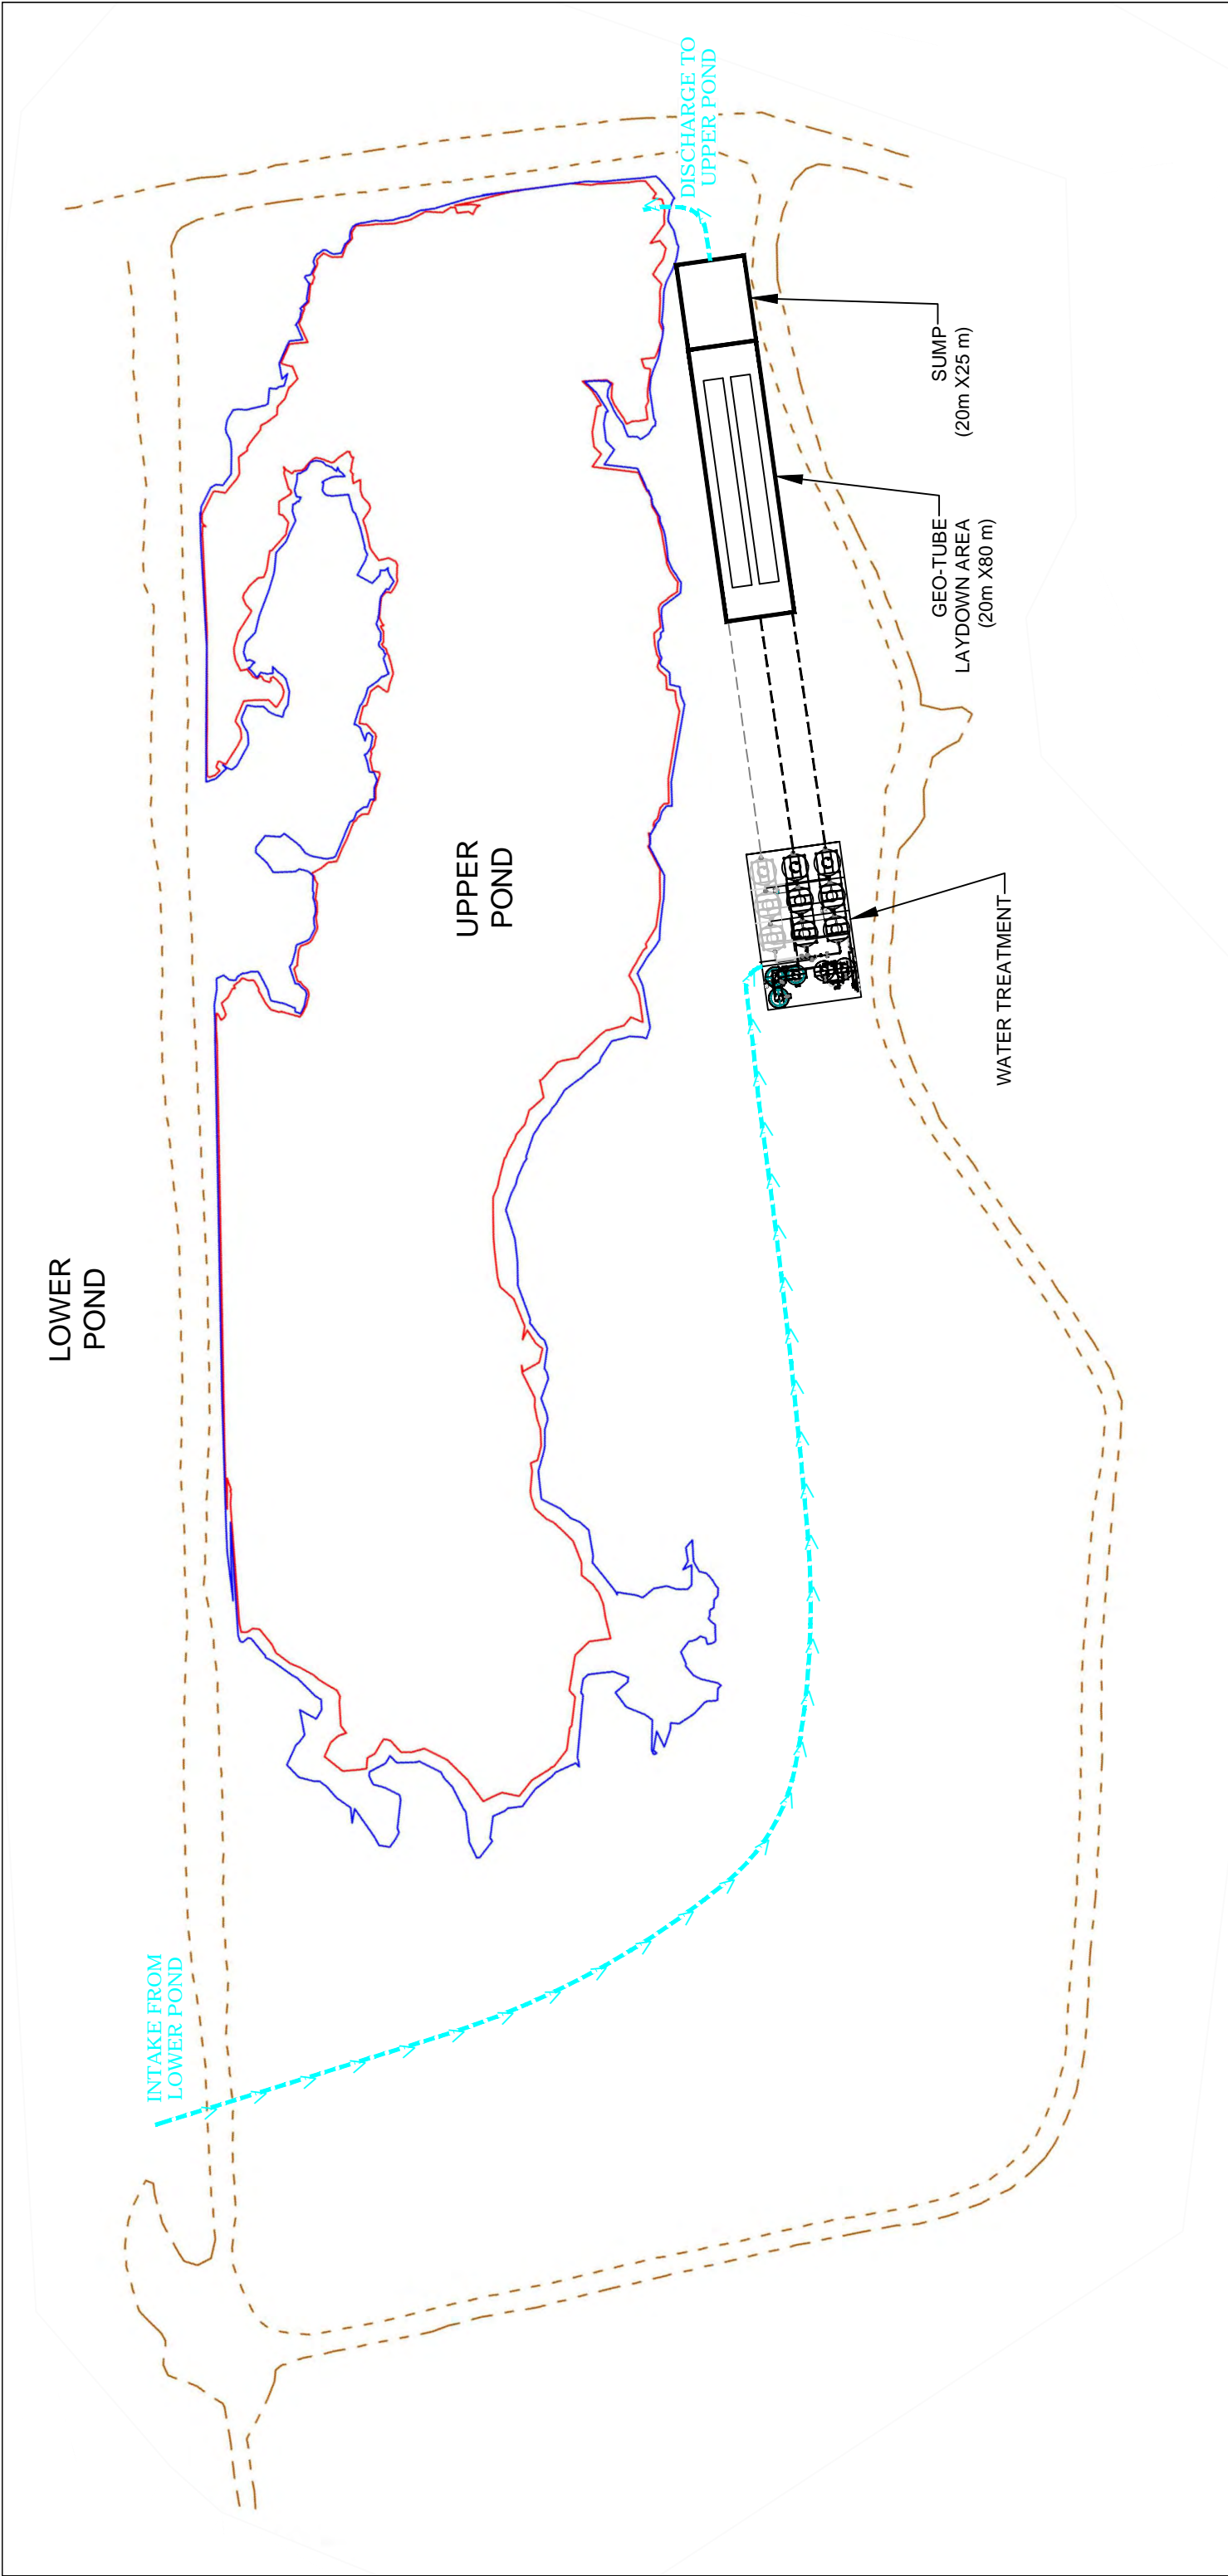 LOWER
POND
INTAKE FROM
LOWER POND
UPPER
POND
DISCHARGE TO
UPPER POND
WATER TREATMENT
GEO-TUBE
LAYDOWN AREA
(20m X80 m)
SUMP
(20m X25 m)